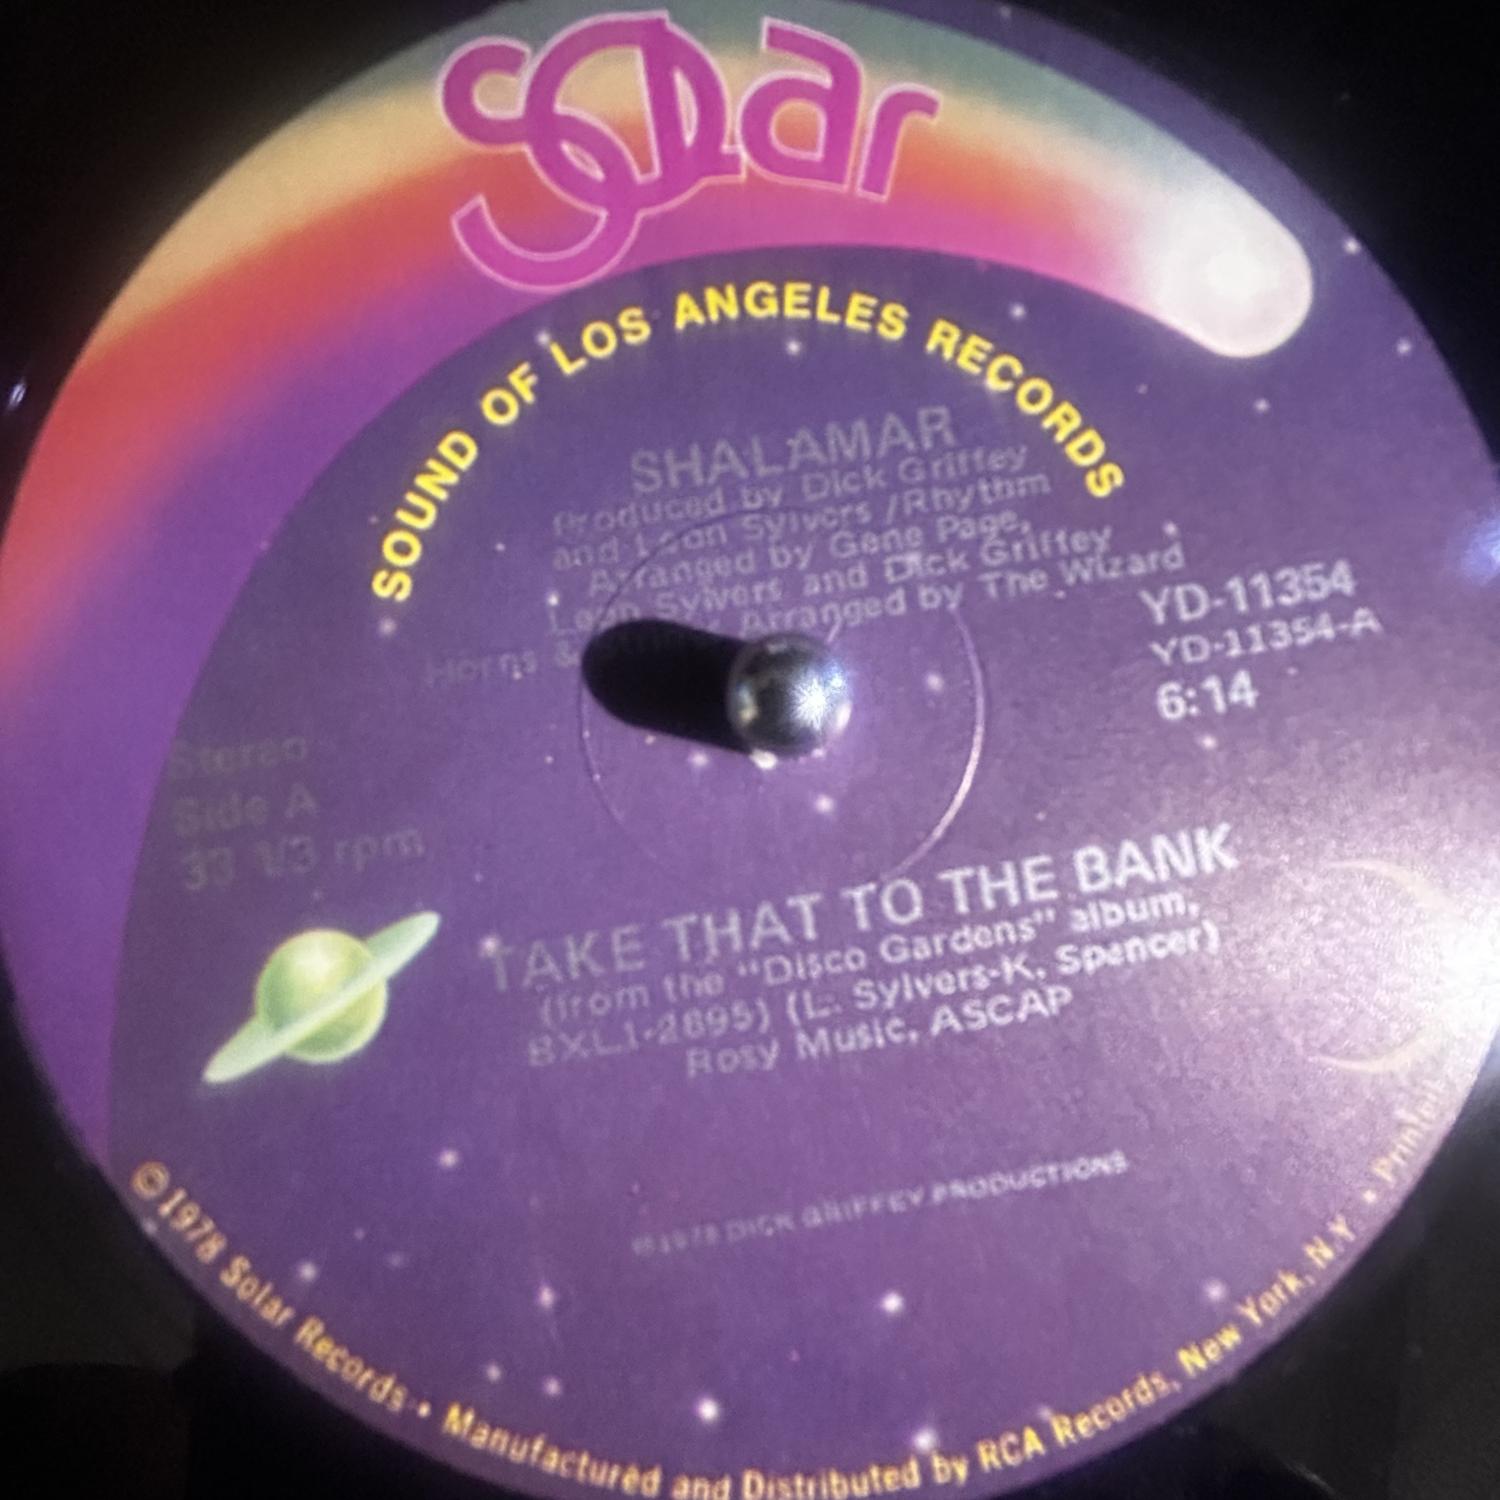 Solar
SOUND OF LOS ANGELES RECORDS
SHALAMAR
Produced by Dick Griffey
and Leon Sylvers /Rhythm
Arranged by Gene Page,
Leon Sylvers and Dick Griffey
Horns & Arranged by The Wizard
YD-11354
YD-11354-A
6:14
Stereo
Side A
33 1/3 rpm
TAKE THAT TO THE BANK
(from the "Disco Gardens" album,
BXL1-2895) (L. Sylvers-K. Spencer)
Rosy Music, ASCAP
℗1978 DICK GRIFFEY PRODUCTIONS
©1978 Solar Records • Manufactured and Distributed by RCA Records, New York, N.Y. • Printed